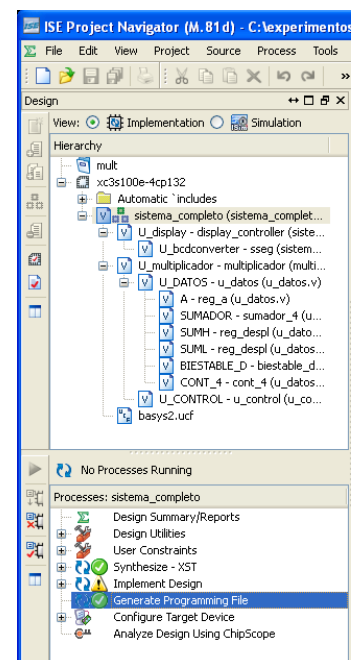 ISE Project Navigator (M.81d) - C:\experimentos
File Edit View Project Source Process Tools
»
Design
View: Implementation Simulation
Hierarchy
mult
xc3s100e-4cp132
Automatic `includes
sistema_completo (sistema_complet...
U_display - display_controller (siste...
U_bcdconverter - sseg (sistem...
U_multiplicador - multiplicador (multi...
U_DATOS - u_datos (u_datos.v)
A - reg_a (u_datos.v)
SUMADOR - sumador_4 (u...
SUMH - reg_despl (u_dato...
SUML - reg_despl (u_datos...
BIESTABLE_D - biestable_d...
CONT_4 - cont_4 (u_datos...
U_CONTROL - u_control (u_co...
basys2.ucf
No Processes Running
Processes: sistema_completo
Design Summary/Reports
Design Utilities
User Constraints
Synthesize - XST
Implement Design
Generate Programming File
Configure Target Device
Analyze Design Using ChipScope